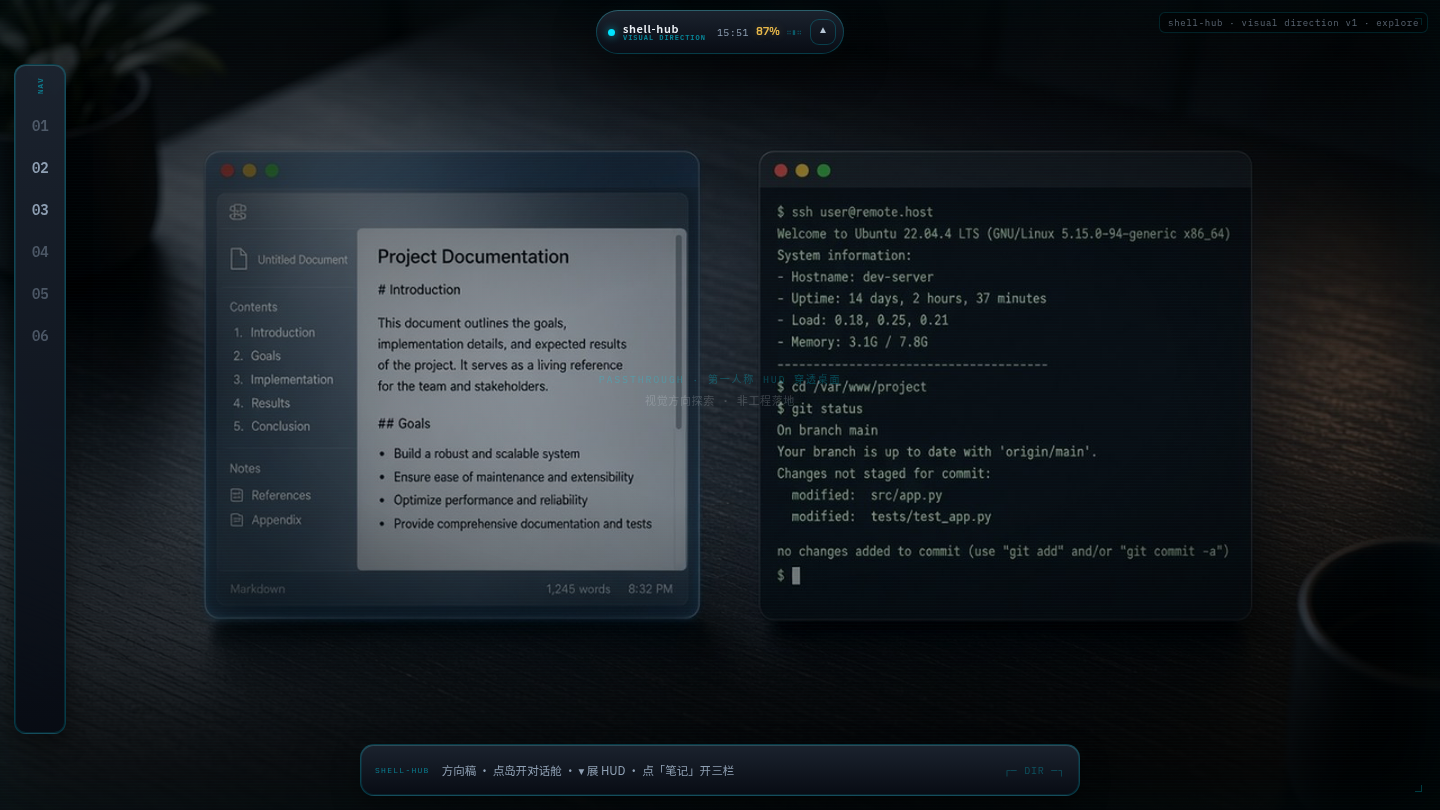 shell-hub
VISUAL DIRECTION
15:51
87%
shell-hub · visual direction v1 · explore
NAV
01
02
03
04
05
06
Untitled Document
Contents
1. Introduction
2. Goals
3. Implementation
4. Results
5. Conclusion
Notes
References
Appendix
Project Documentation
# Introduction
This document outlines the goals,
implementation details, and expected results
of the project. It serves as a living reference
for the team and stakeholders.
## Goals
• Build a robust and scalable system
• Ensure ease of maintenance and extensibility
• Optimize performance and reliability
• Provide comprehensive documentation and tests
Markdown
1,245 words
8:32 PM
PASSTHROUGH · 第一人称 HUD 穿透桌面
视觉方向探索 · 非工程落地
$ ssh user@remote.host
Welcome to Ubuntu 22.04.4 LTS (GNU/Linux 5.15.0-94-generic x86_64)
System information:
- Hostname: dev-server
- Uptime: 14 days, 2 hours, 37 minutes
- Load: 0.18, 0.25, 0.21
- Memory: 3.1G / 7.8G
-------------------------------------
$ cd /var/www/project
$ git status
On branch main
Your branch is up to date with 'origin/main'.
Changes not staged for commit:
modified: src/app.py
modified: tests/test_app.py
no changes added to commit (use "git add" and/or "git commit -a")
$
SHELL-HUB
方向稿 · 点岛开对话舱 · ▾展 HUD · 点「笔记」开三栏
┌─ DIR ─┐